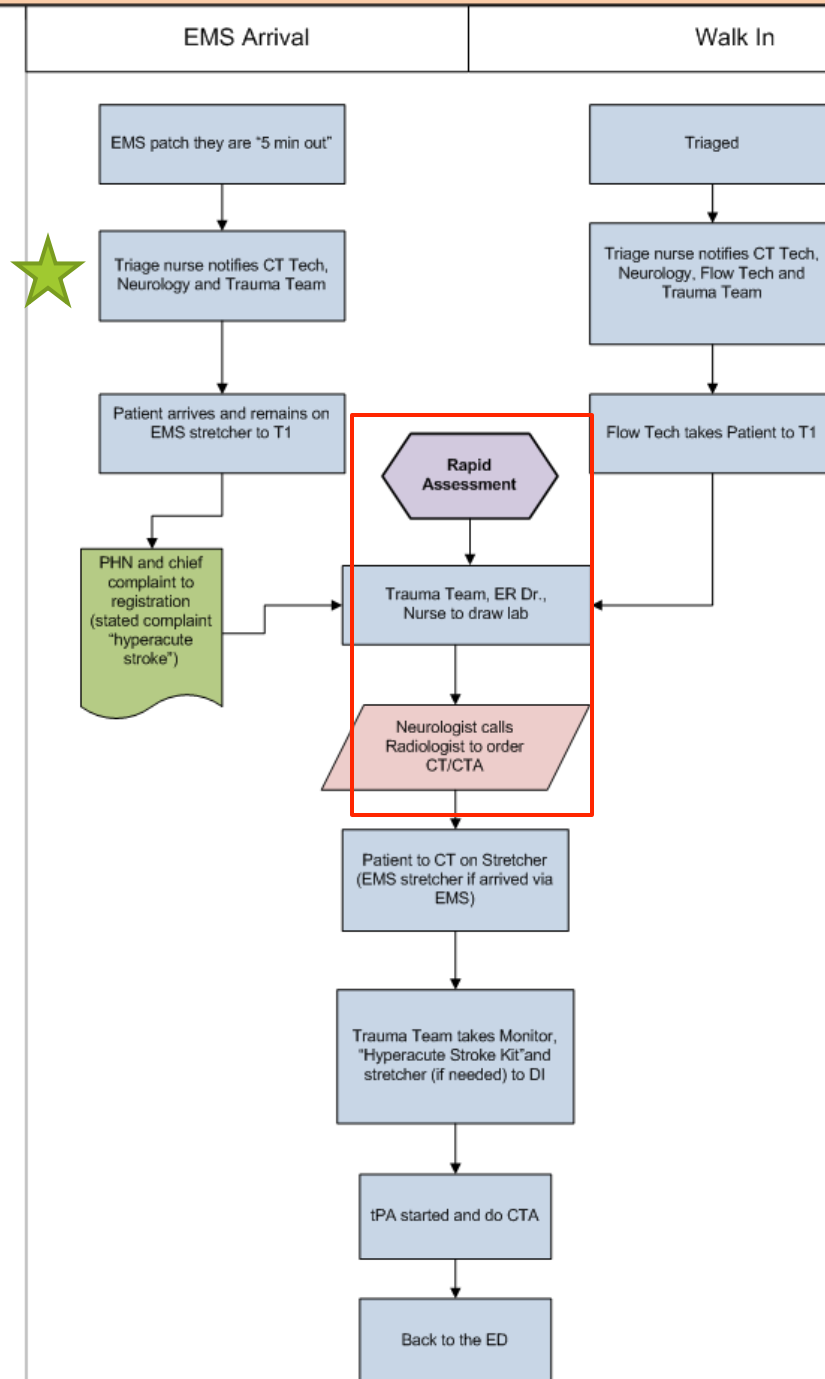 EMS Arrival
Walk In
EMS patch they are “5 min out”
Triage nurse notifies CT Tech,
Neurology and Trauma Team
Patient arrives and remains on
EMS stretcher to T1
PHN and chief
complaint to
registration
(stated complaint
“hyperacute
stroke”)
Triaged
Triage nurse notifies CT Tech,
Neurology, Flow Tech and
Trauma Team
Flow Tech takes Patient to T1
Rapid
Assessment
Trauma Team, ER Dr.,
Nurse to draw lab
Neurologist calls
Radiologist to order
CT/CTA
Patient to CT on Stretcher
(EMS stretcher if arrived via
EMS)
Trauma Team takes Monitor,
“Hyperacute Stroke Kit”and
stretcher (if needed) to DI
tPA started and do CTA
Back to the ED